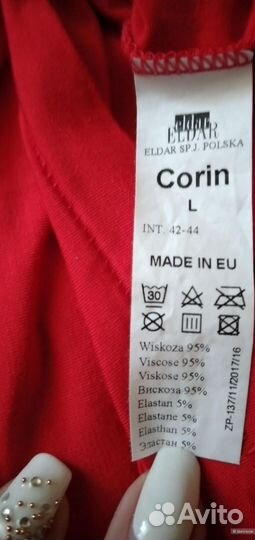 ELDAR
ELDAR SP.J. POLSKA
Corin
L
INT. 42-44
MADE IN EU
30
Wiskoza 95%
Viscose 95%
Viskose 95%
Вискоза 95%
Elastan 5%
Elastane 5%
Elasthan 5%
Эластан 5%
ZP-137/11/2017/16
Avito